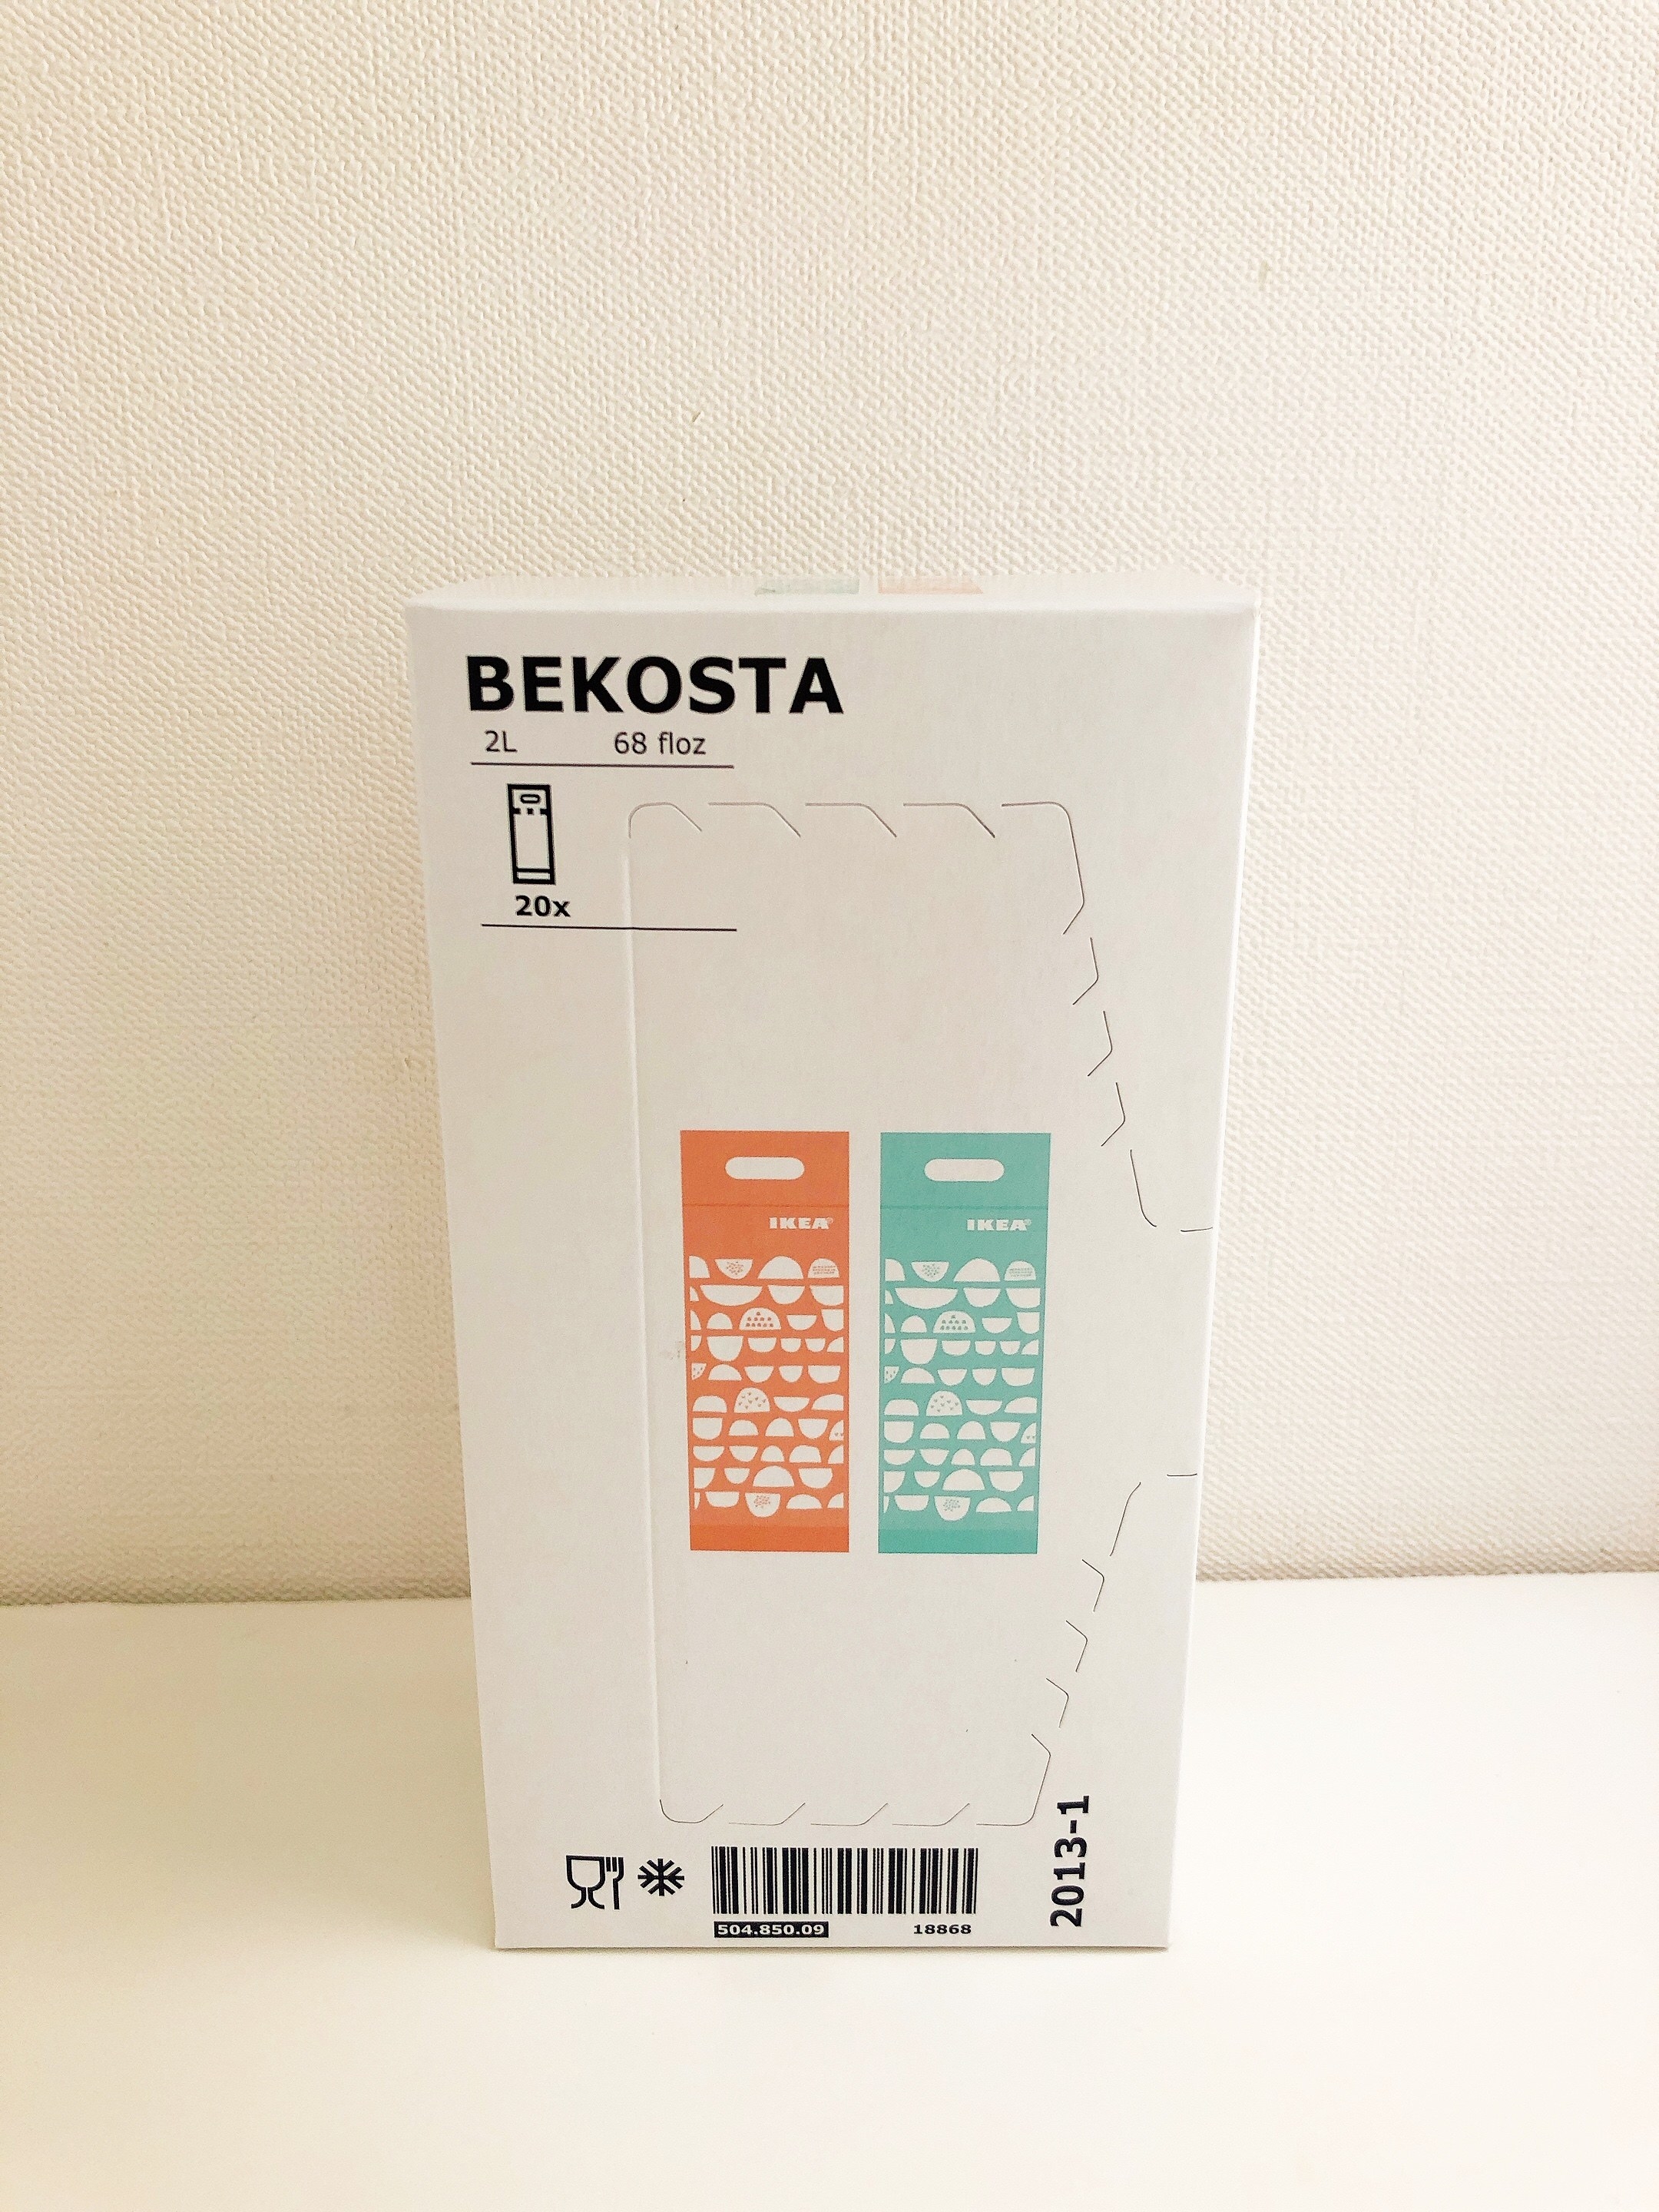 BEKOSTA
2L 68 floz
20x
IKEA® IKEA®
2013-1
504.850.09 18868